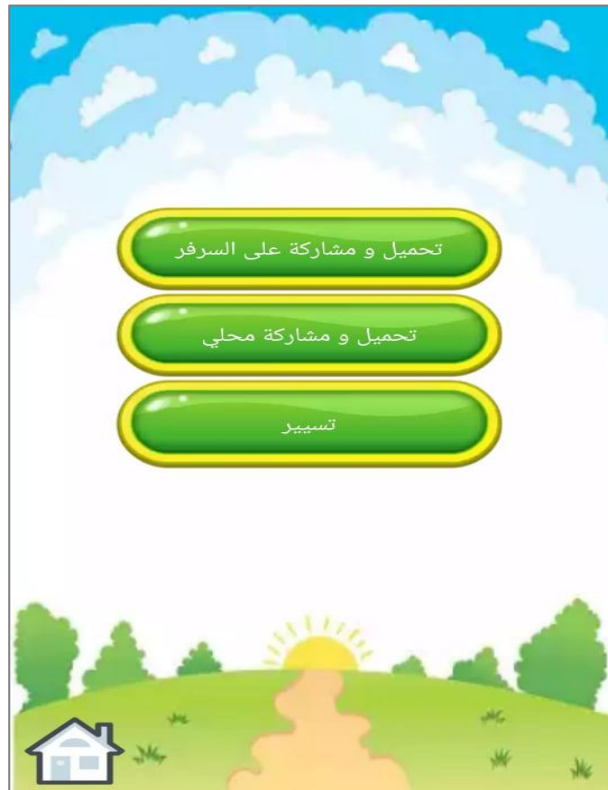 تحميل و مشاركة على السرفر
تحميل و مشاركة محلي
تسيير